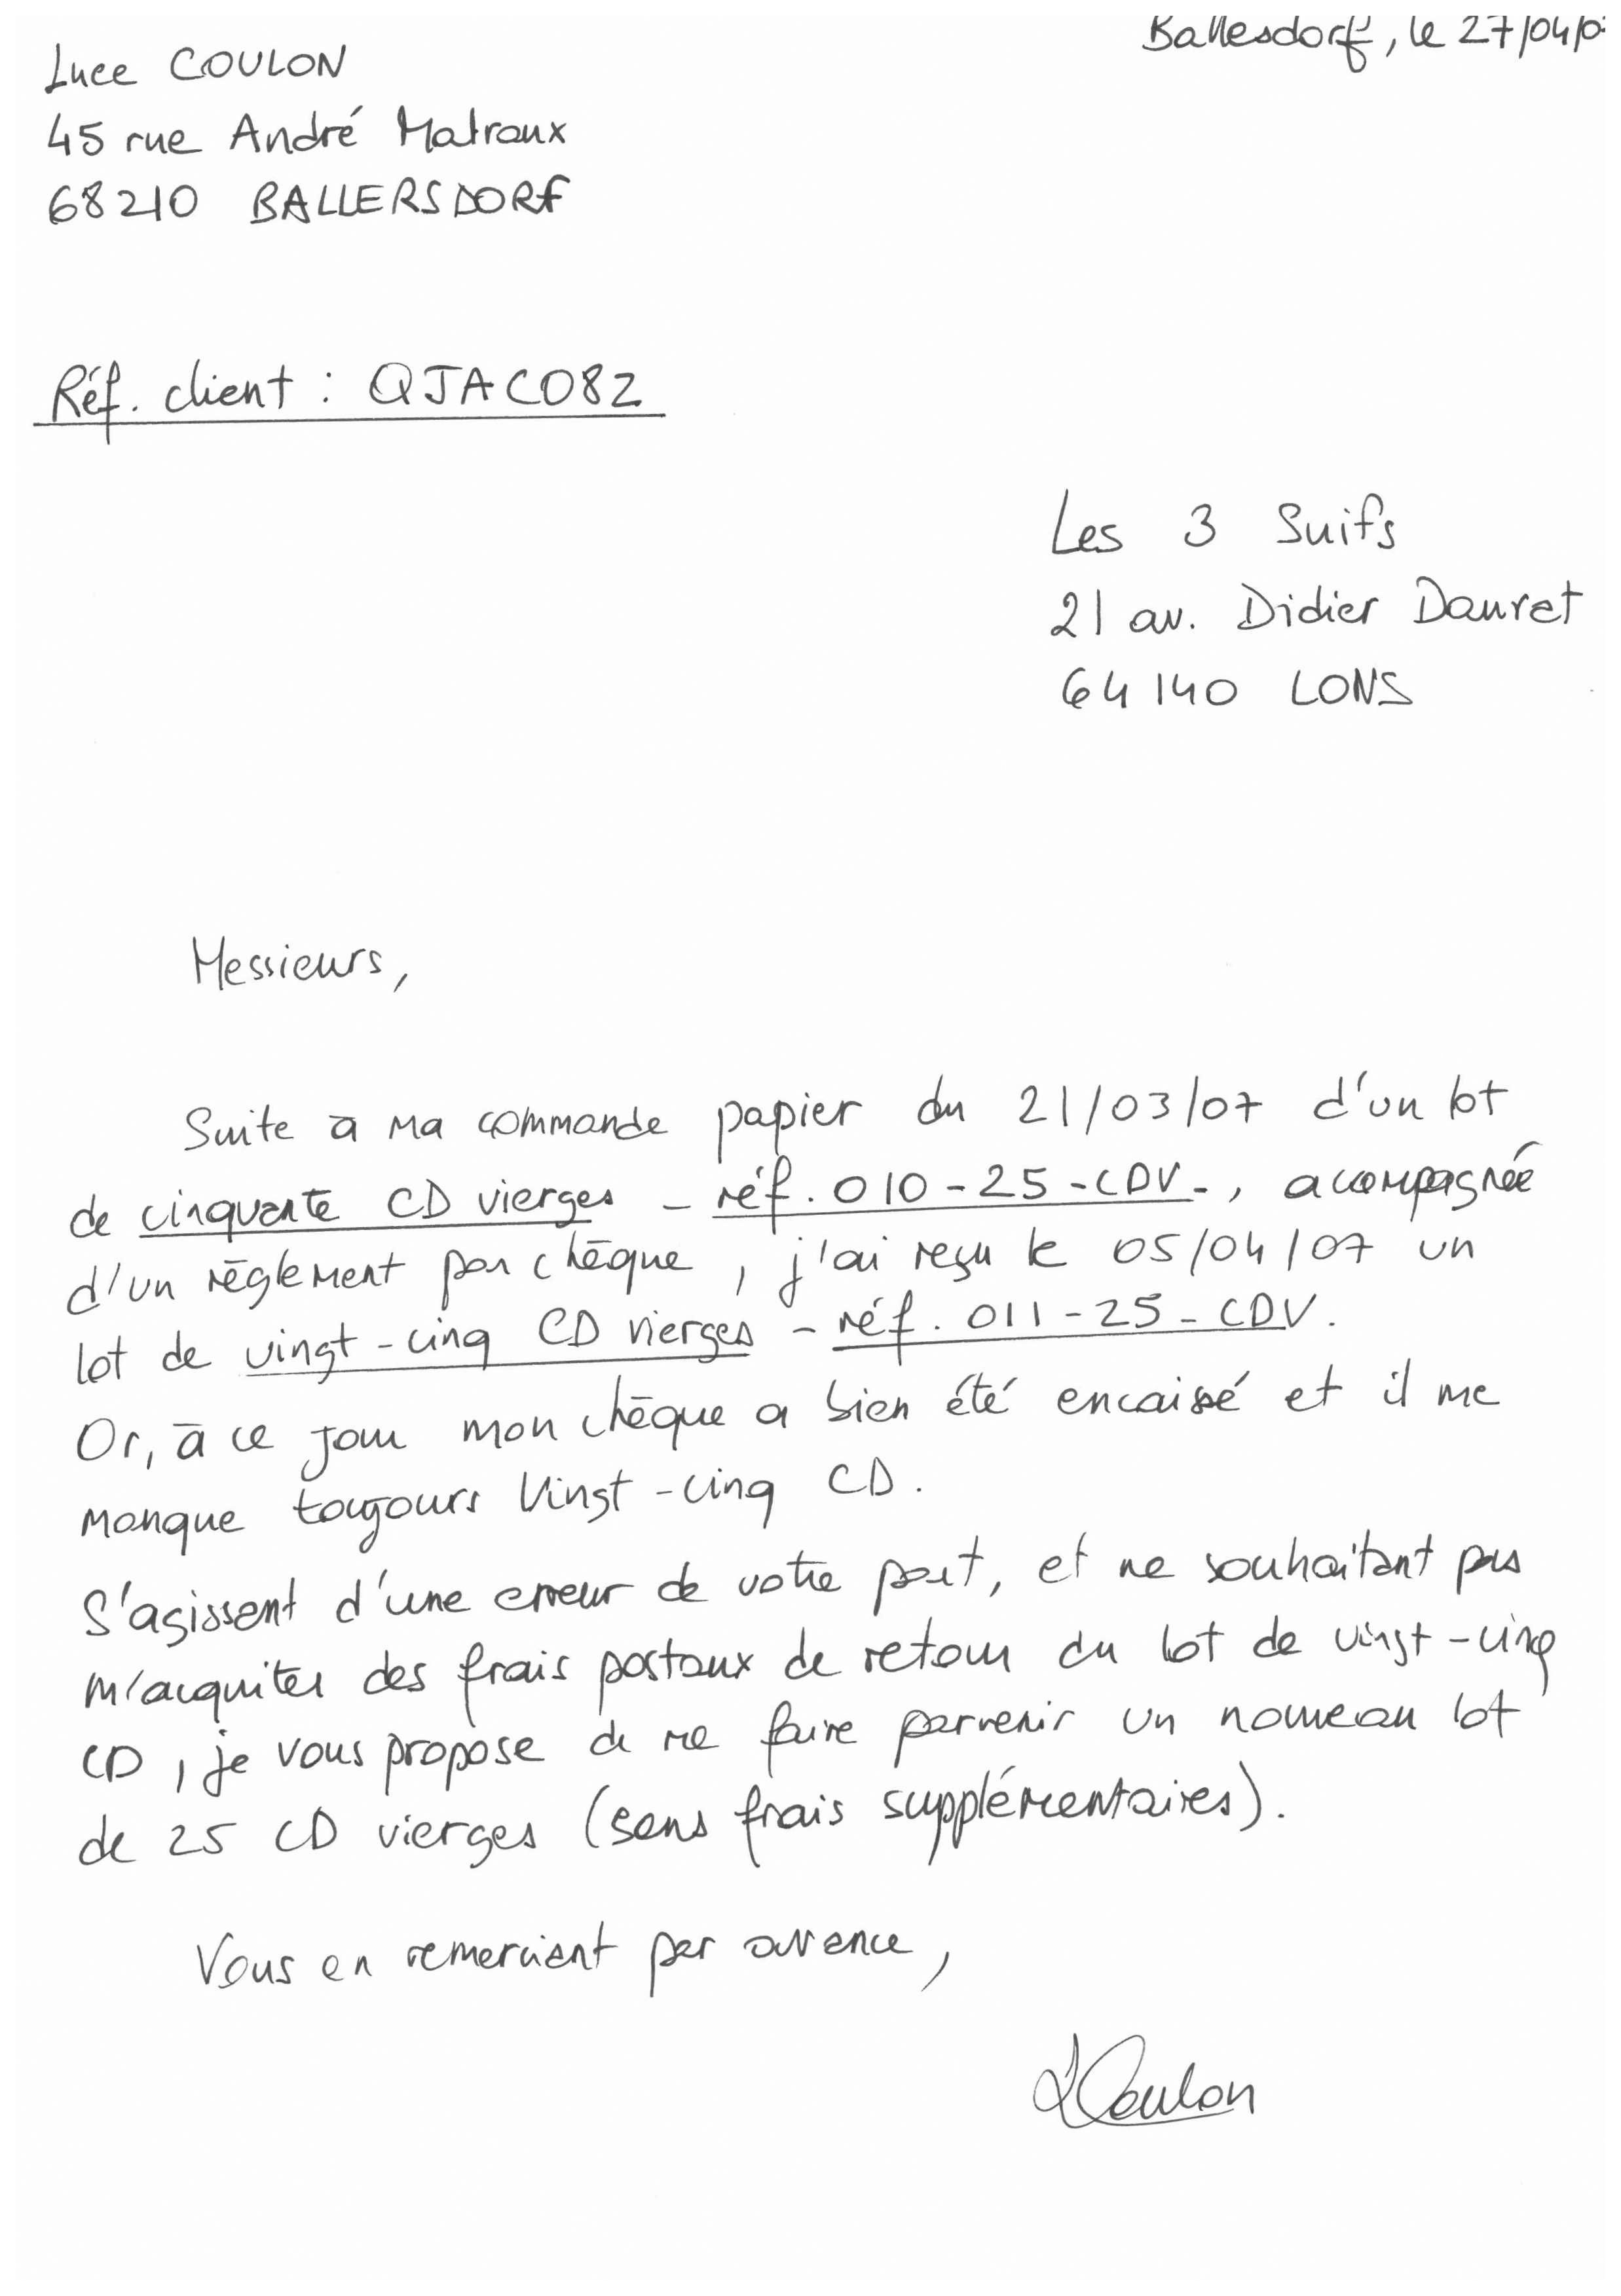 Ballesdorf, le 27/04/0
Luce COULON
45 rue André Malraux
68210 BALLERSDORF
Réf. client : QJACO82
Les 3 Suifs
21 av. Didier Dauret
64140 LONS
Messieurs,
Suite à ma commande papier du 21/03/07 d'un lot
de cinquante CD vierges - réf. 010-25-CDV-, acompagnée
d'un règlement par chèque, j'ai reçu le 05/04/07 un
lot de vingt-cinq CD vierges - réf. 011-25-CDV.
Or, à ce jour mon chèque a bien été encaissé et il me
manque toujours vingt-cinq CD.
S'agissant d'une erreur de votre part, et ne souhaitant pas
m'acquiter des frais postaux de retour du lot de vingt-cinq
CD, je vous propose de me faire parvenir un nouveau lot
de 25 CD vierges (sans frais supplémentaires).
Vous en remerciant par avance,
LCoulon